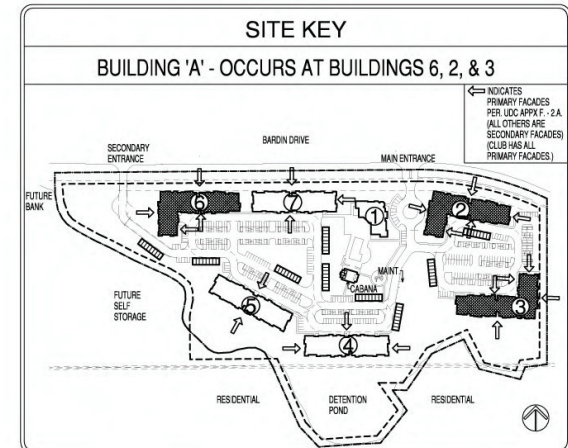 SITE KEY
BUILDING 'A' - OCCURS AT BUILDINGS 6, 2, & 3
INDICATES
PRIMARY FACADES
PER. UDC APPX F. - 2.A.
(ALL OTHERS ARE
SECONDARY FACADES)
(CLUB HAS ALL
PRIMARY FACADES.)
BARDIN DRIVE
SECONDARY
ENTRANCE
MAIN ENTRANCE
FUTURE
BANK
6
7
1
2
MAINT.
CABANA
FUTURE
SELF
STORAGE
5
4
3
RESIDENTIAL
DETENTION
POND
RESIDENTIAL